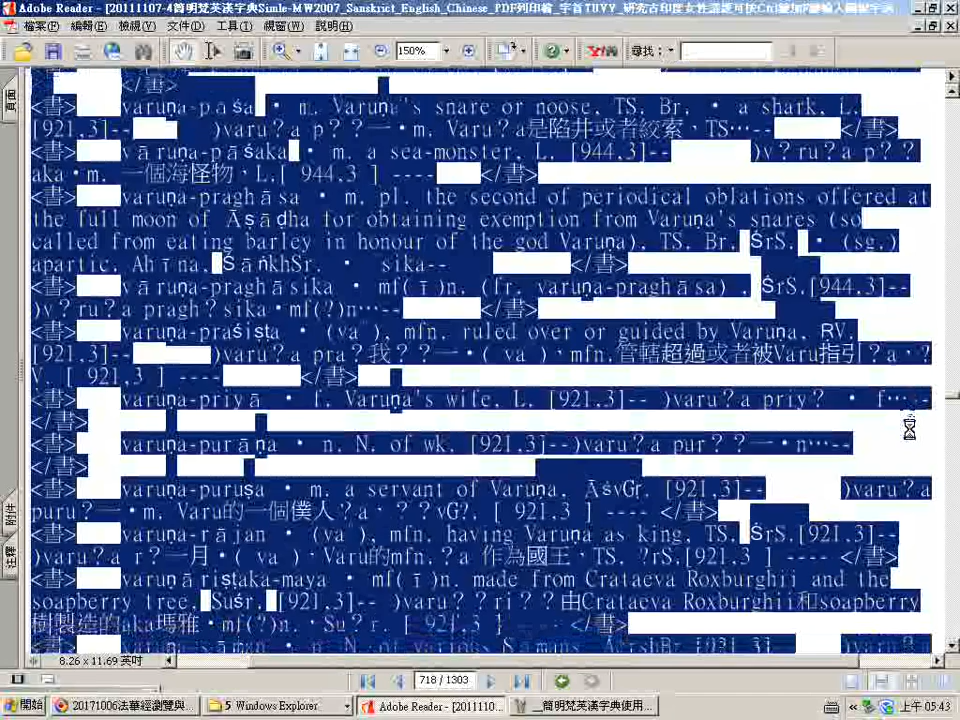 Adobe Reader - [20111107-4簡明梵英漢字典Simle-MW2007_Sanskrict_English_Chinese_PDF列印檔_字首TUVY_研究古印度女性議認可按Ctrl鍵加F鍵輸入關鍵字
檔案(F) 編輯(E) 檢視(V) 文件(D) 工具(T) 視窗(W) 說明(H)
150% 尋找：
頁面
</書>
<書> varuṇa-pāśa • m. Varuṇa's snare or noose, TS. Br. • a shark, L.
[921,3]-- )varu？a p？？一•m. Varu？a是陷井或者絞索、TS…-- </書>
<書> vāruṇa-pāśaka • m. a sea-monster, L. [944,3]-- )v？ru？a p？？
aka•m. 一個海怪物、L.[ 944,3 ] ---- </書>
<書> varuṇa-praghāsa • m. pl. the second of periodical oblations offered at
the full moon of Āṣāḍha for obtaining exemption from Varuṇa's snares (so
called from eating barley in honour of the god Varuṇa), TS. Br. ŚrS. • (sg.)
apartic. Ahīna, ŚāṅkhSr. • sika-- </書>
<書> vāruṇa-praghāsika • mf(ī)n. (fr. varuṇa-praghāsa) , ŚrS.[944,3]--
)v？ru？a pragh？sika•mf(?)n…-- </書>
<書> varuṇa-praśiṣṭa • (va ), mfn. ruled over or guided by Varuṇa, RV.
[921,3]-- )varu？a pra？我？？一•( va )、mfn.管轄超過或者被Varu指引？a、？
V. [ 921,3 ] ---- </書>
<書> varuṇa-priyā • f. Varuṇa's wife, L. [921,3]-- )varu？a priy？ • f…--
</書>
<書> varuṇa-purāṇa • n. N. of wk. [921,3]--)varu？a pur？？一•n…--
</書>
<書> varuṇa-puruṣa • m. a servant of Varuṇa, ĀśvGr. [921,3]-- )varu？a
puru？一•m. Varu的一個僕人？a、？？vG?. [ 921,3 ] ---- </書>
<書> varuṇa-rājan • (va ), mfn. having Varuṇa as king, TS. ŚrS.[921,3]--
)varu？a r？一月•( va )、Varu的mfn.？a 作為國王、TS. ?rS.[921,3 ]---- </書>
<書> varuṇāriṣṭaka-maya • mf(ī)n. made from Crataeva Roxburghii and the
soapberry tree, Suśr. [921,3]-- )varu？？ri？？由Crataeva Roxburghii和soapberry
樹製造的aka瑪雅•mf(?)n.、Su？r. [ 921,3 ] ---- </書>
附件
注釋
8.26 x 11.69 英吋
718 / 1303
開始 20171006法華經瀏覽與... 5 Windows Explorer Adobe Reader - [2011110... __簡明梵英漢字典使用... 上午 05:43